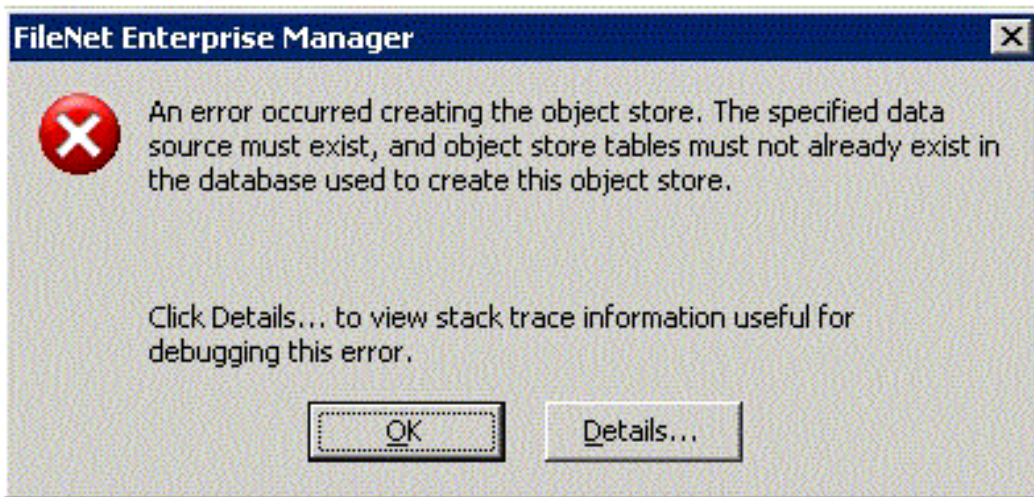 FileNet Enterprise Manager
An error occurred creating the object store. The specified data
source must exist, and object store tables must not already exist in
the database used to create this object store.
Click Details... to view stack trace information useful for
debugging this error.
OK
Details...